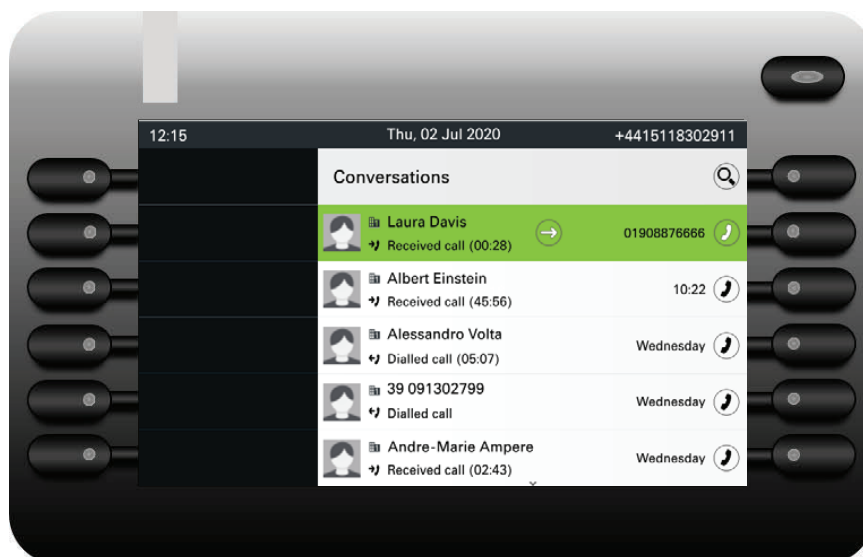 12:15 Thu, 02 Jul 2020 +4415118302911
Conversations
Laura Davis
Received call (00:28) 01908876666
Albert Einstein
Received call (45:56) 10:22
Alessandro Volta
Dialled call (05:07) Wednesday
39 091302799
Dialled call Wednesday
Andre-Marie Ampere
Received call (02:43) Wednesday